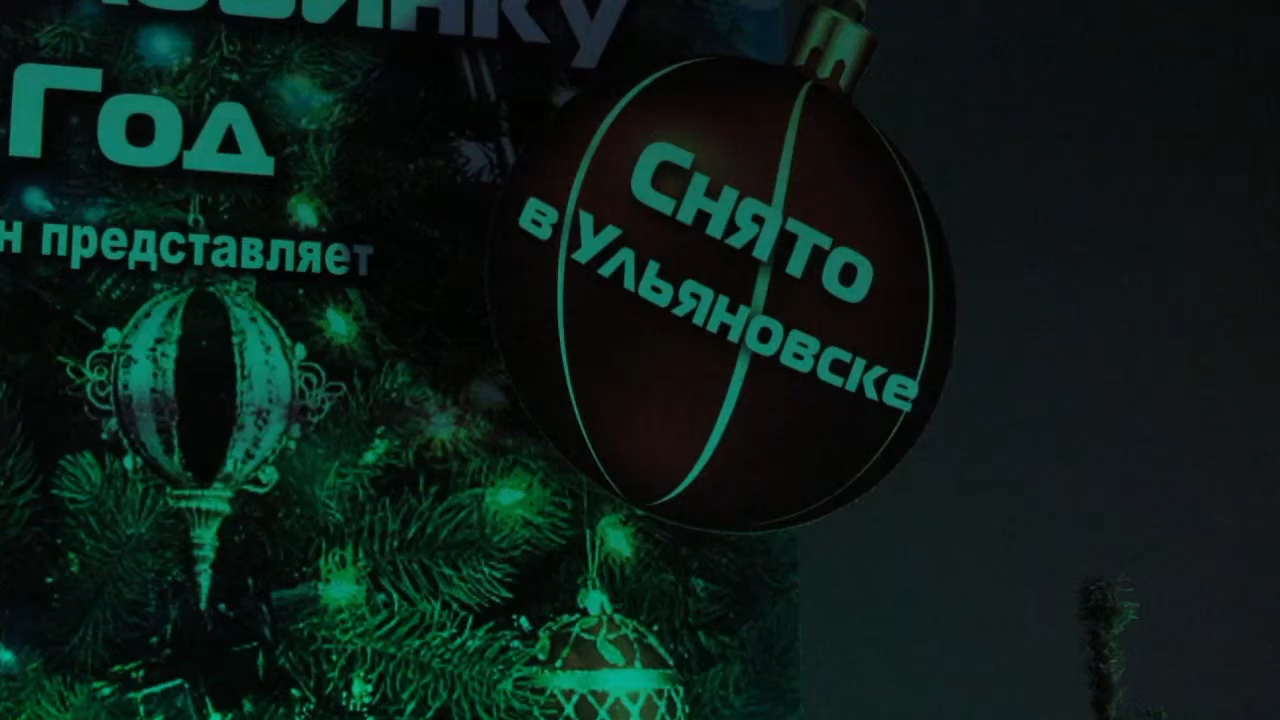 Год
н представляет
Снято
в Ульяновске